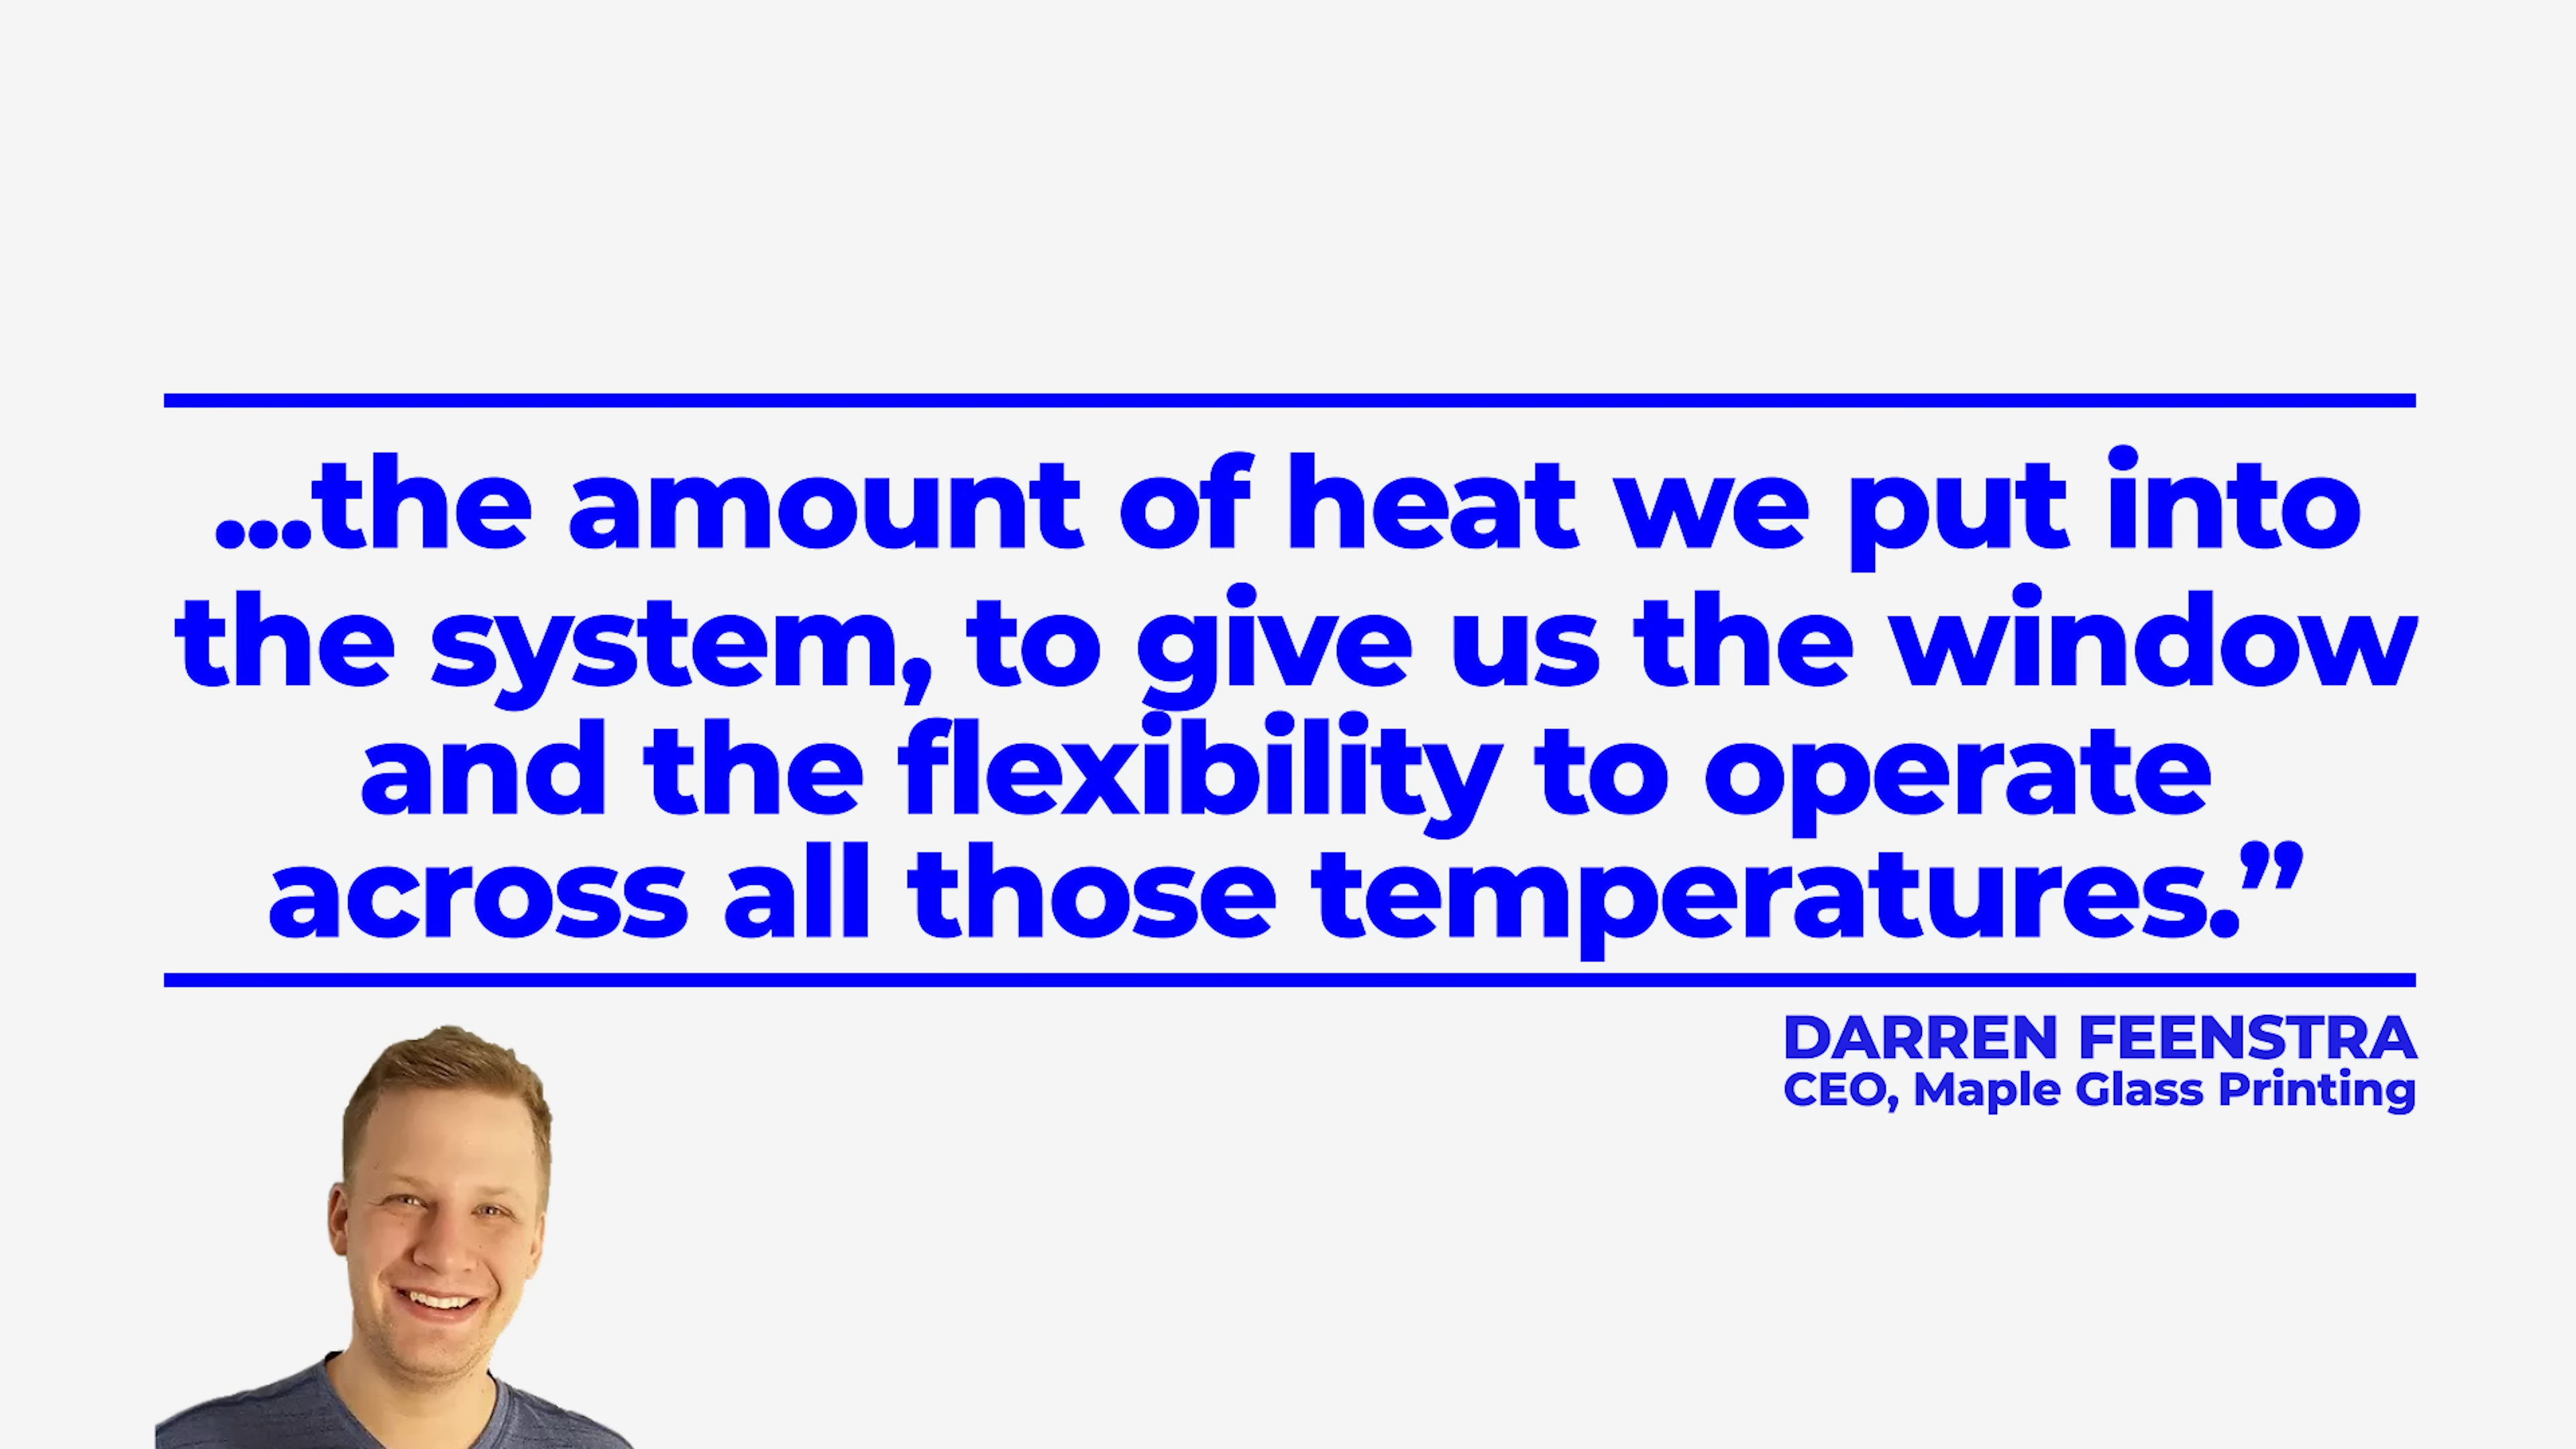 ...the amount of heat we put into
the system, to give us the window
and the flexibility to operate
across all those temperatures.”
DARREN FEENSTRA
CEO, Maple Glass Printing